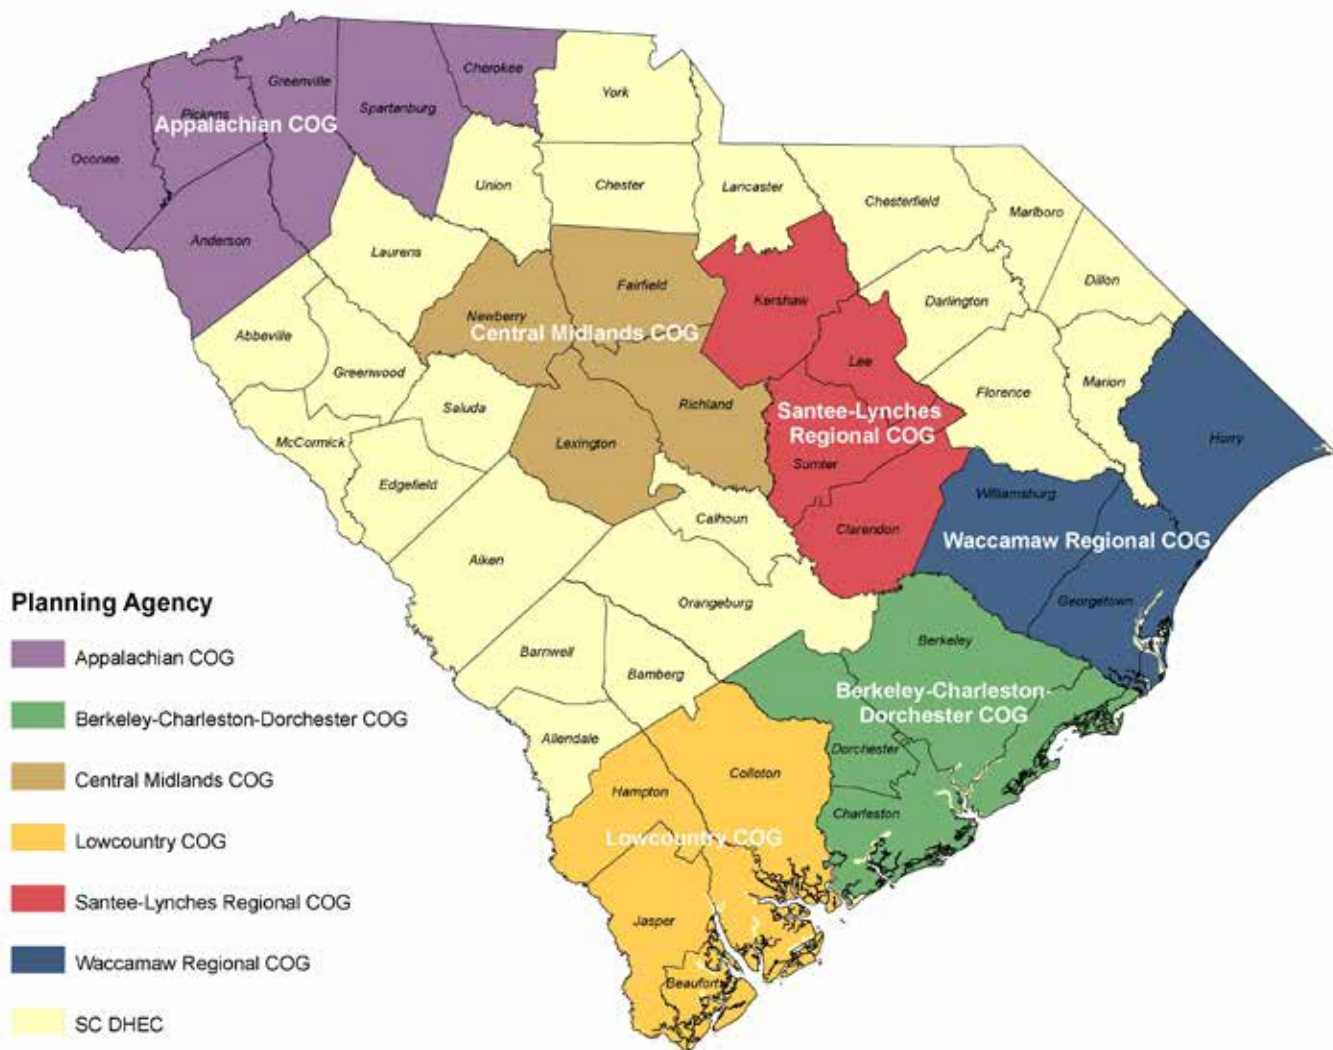 Cherokee
Greenville
York
Spartanburg
Pickens
Appalachian COG
Oconee
Union
Chester
Lancaster
Chesterfield
Marlboro
Anderson
Laurens
Dillon
Fairfield
Kershaw
Darlington
Newberry
Central Midlands COG
Abbeville
Lee
Greenwood
Marion
Florence
Saluda
Richland
Santee-Lynches
Regional COG
McCormick
Lexington
Horry
Sumter
Edgefield
Williamsburg
Calhoun
Clarendon
Waccamaw Regional COG
Aiken
Orangeburg
Georgetown
Berkeley
Barnwell
Bamberg
Berkeley-Charleston-
Dorchester COG
Allendale
Dorchester
Colleton
Hampton
Charleston
Lowcountry COG
Jasper
Beaufort
Planning Agency
Appalachian COG
Berkeley-Charleston-Dorchester COG
Central Midlands COG
Lowcountry COG
Santee-Lynches Regional COG
Waccamaw Regional COG
SC DHEC